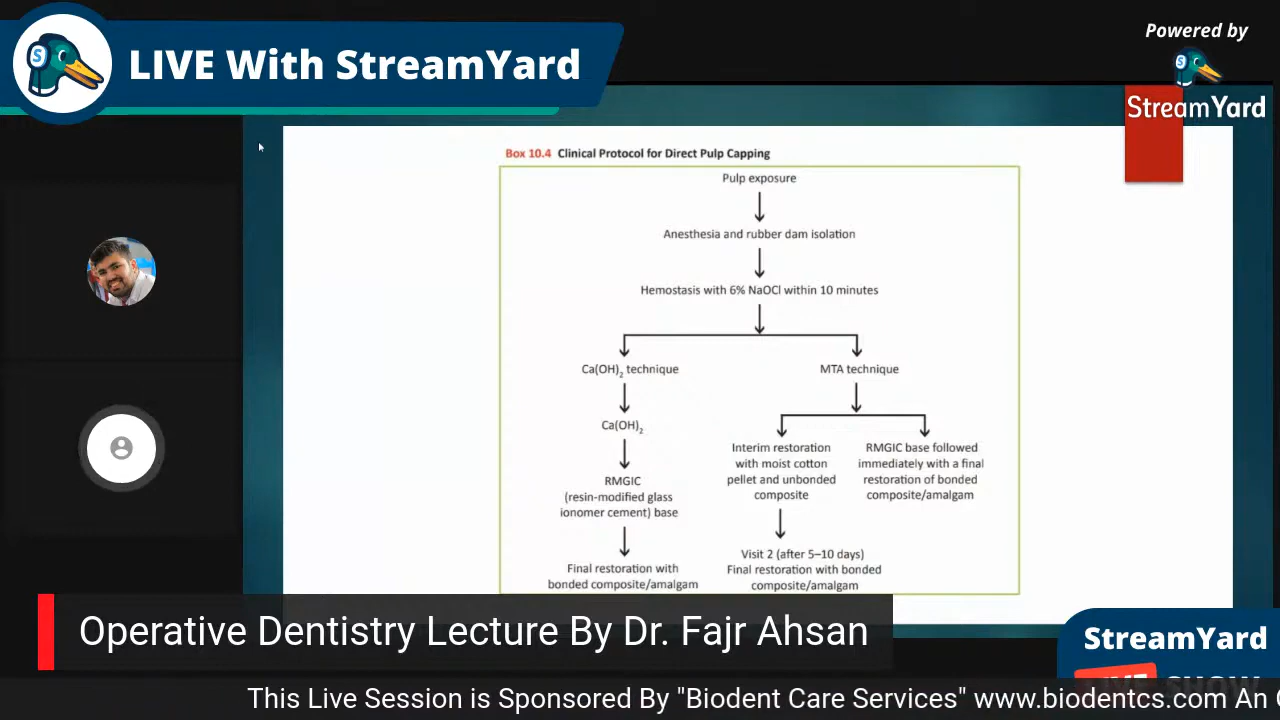 LIVE With StreamYard
Powered by
StreamYard
Box 10.4 Clinical Protocol for Direct Pulp Capping
Pulp exposure
Anesthesia and rubber dam isolation
Hemostasis with 6% NaOCl within 10 minutes
Ca(OH)₂ technique
Ca(OH)₂
RMGIC
(resin-modified glass
ionomer cement) base
Final restoration with
bonded composite/amalgam
MTA technique
Interim restoration
with moist cotton
pellet and unbonded
composite
Visit 2 (after 5–10 days)
Final restoration with bonded
composite/amalgam
RMGIC base followed
immediately with a final
restoration of bonded
composite/amalgam
Operative Dentistry Lecture By Dr. Fajr Ahsan
StreamYard
LIVE SHOW
This Live Session is Sponsored By "Biodent Care Services" www.biodentcs.com An